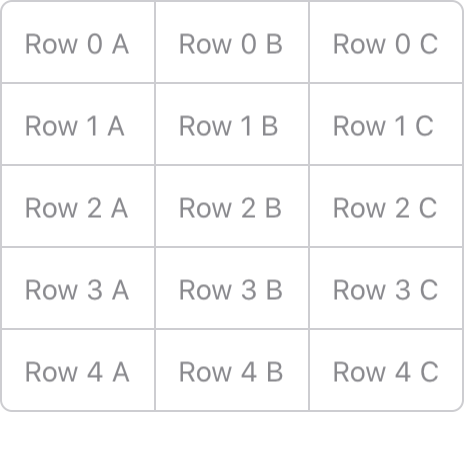 Row 0 A Row 0 B Row 0 C
Row 1 A Row 1 B Row 1 C
Row 2 A Row 2 B Row 2 C
Row 3 A Row 3 B Row 3 C
Row 4 A Row 4 B Row 4 C